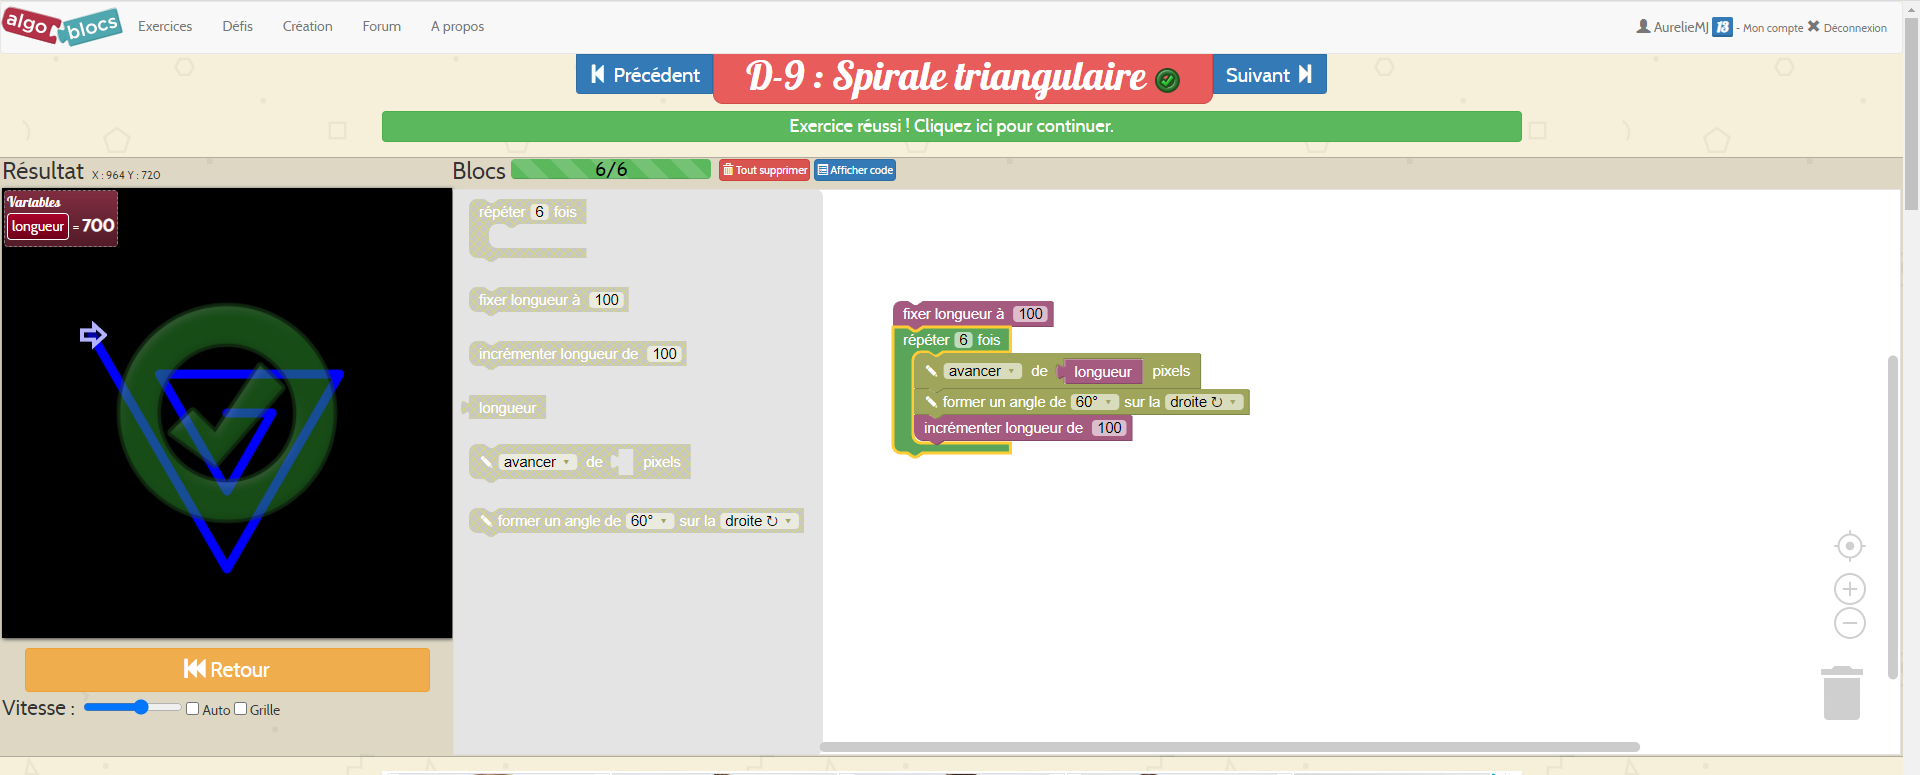 algo blocs
Exercices Défis Création Forum A propos
AurelieMJ 13 - Mon compte Déconnexion
Précédent D-9 : Spirale triangulaire Suivant
Exercice réussi ! Cliquez ici pour continuer.
Résultat X : 964 Y : 720
Blocs 6/6 Tout supprimer Afficher code
Variables
longueur = 700
répéter 6 fois
fixer longueur à 100
incrémenter longueur de 100
longueur
avancer de pixels
former un angle de 60° sur la droite ↻
fixer longueur à 100
répéter 6 fois
avancer de longueur pixels
former un angle de 60° sur la droite ↻
incrémenter longueur de 100
Retour
Vitesse : Auto Grille